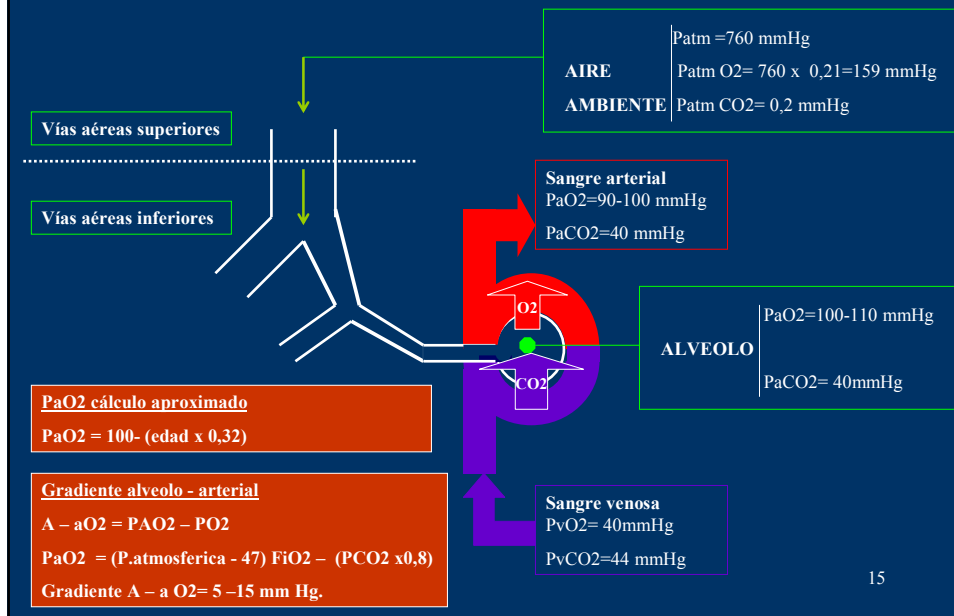 Patm =760 mmHg
AIRE Patm O2= 760 x 0,21=159 mmHg
AMBIENTE Patm CO2= 0,2 mmHg
Vías aéreas superiores
Vías aéreas inferiores
Sangre arterial
PaO2=90-100 mmHg
PaCO2=40 mmHg
O2
CO2
PaO2=100-110 mmHg
ALVEOLO
PaCO2= 40mmHg
PaO2 cálculo aproximado
PaO2 = 100- (edad x 0,32)
Gradiente alveolo - arterial
A – aO2 = PAO2 – PO2
PaO2 = (P.atmosferica - 47) FiO2 – (PCO2 x0,8)
Gradiente A – a O2= 5 –15 mm Hg.
Sangre venosa
PvO2= 40mmHg
PvCO2=44 mmHg
15